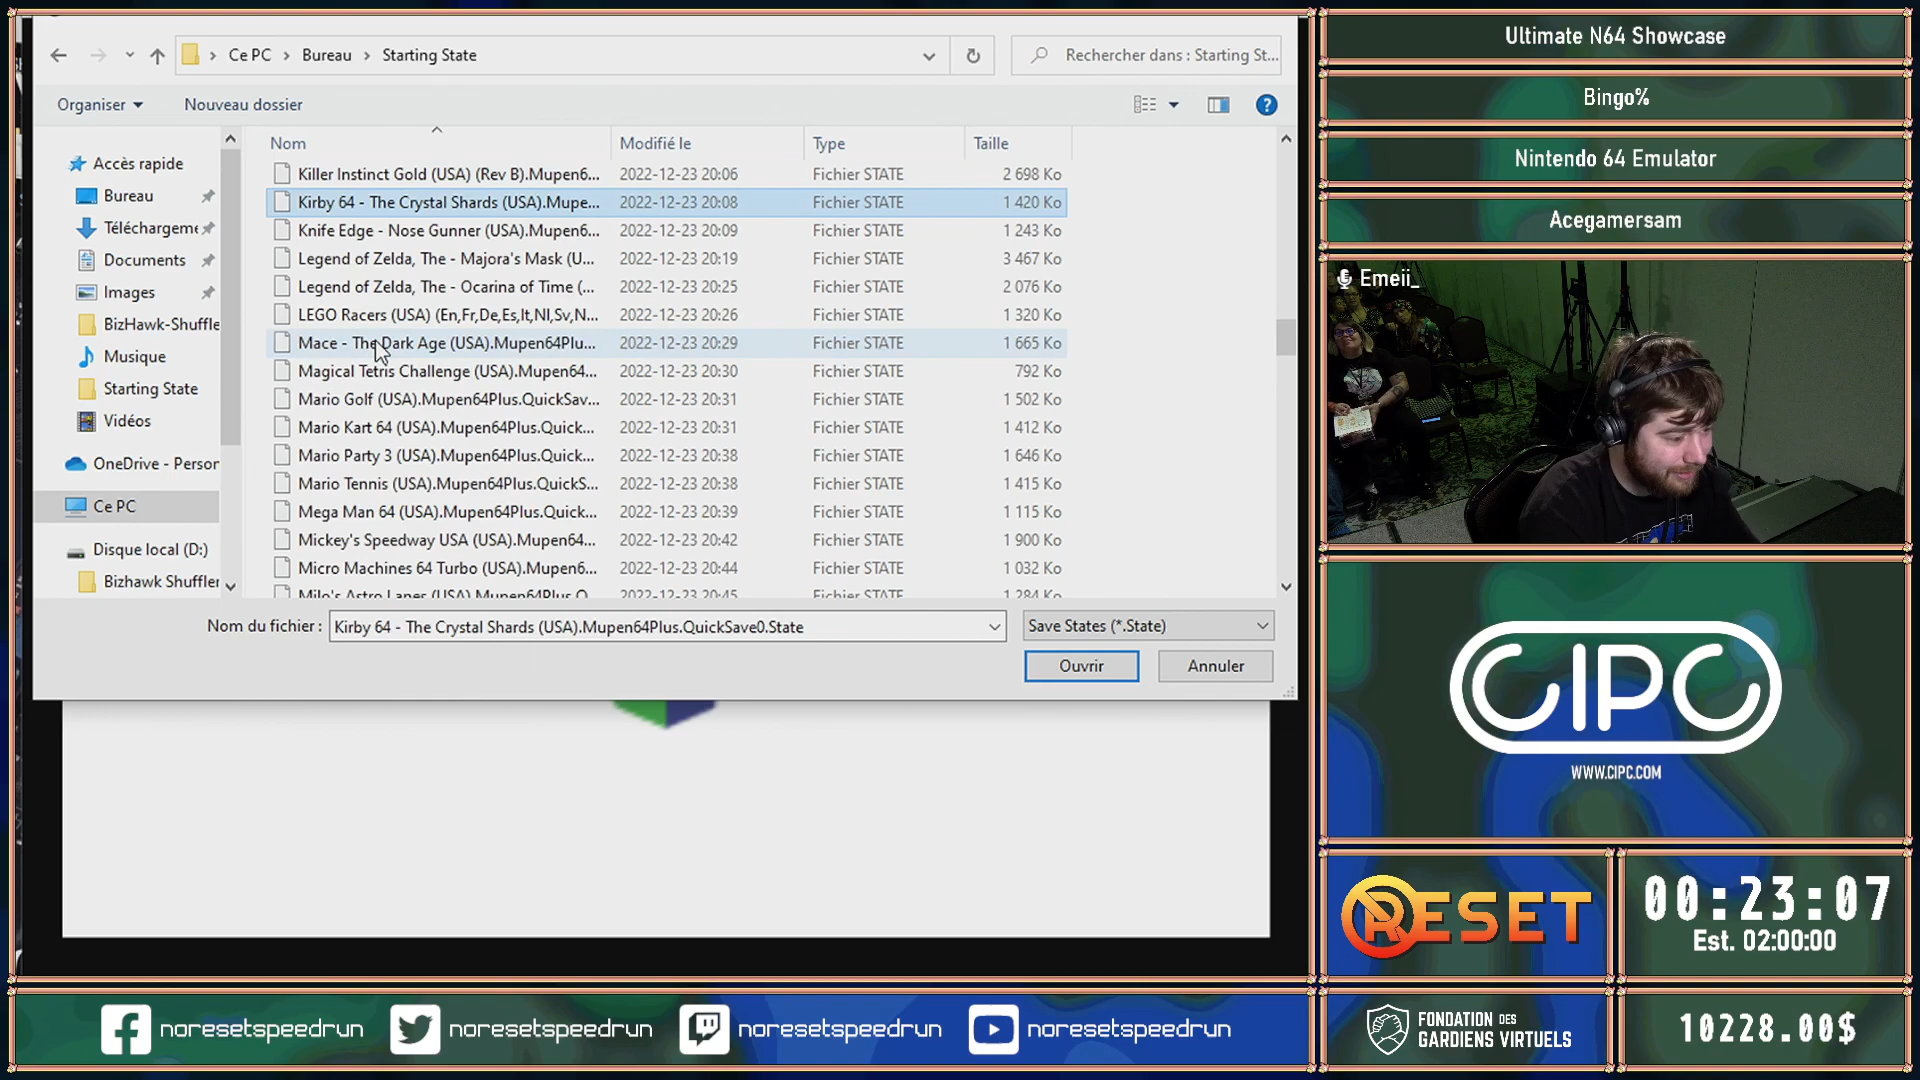 Ce PC > Bureau > Starting State
Rechercher dans : Starting St...
Organiser
Nouveau dossier
?
Accès rapide
Bureau
Téléchargeme
Documents
Images
BizHawk-Shuffle
Musique
Starting State
Vidéos
OneDrive - Person
Ce PC
Disque local (D:)
Bizhawk Shuffler
Nom Modifié le Type Taille
Killer Instinct Gold (USA) (Rev B).Mupen6... 2022-12-23 20:06 Fichier STATE 2 698 Ko
Kirby 64 - The Crystal Shards (USA).Mupe... 2022-12-23 20:08 Fichier STATE 1 420 Ko
Knife Edge - Nose Gunner (USA).Mupen6... 2022-12-23 20:09 Fichier STATE 1 243 Ko
Legend of Zelda, The - Majora's Mask (U... 2022-12-23 20:19 Fichier STATE 3 467 Ko
Legend of Zelda, The - Ocarina of Time (... 2022-12-23 20:25 Fichier STATE 2 076 Ko
LEGO Racers (USA) (En,Fr,De,Es,It,Nl,Sv,N... 2022-12-23 20:26 Fichier STATE 1 320 Ko
Mace - The Dark Age (USA).Mupen64Plu... 2022-12-23 20:29 Fichier STATE 1 665 Ko
Magical Tetris Challenge (USA).Mupen64... 2022-12-23 20:30 Fichier STATE 792 Ko
Mario Golf (USA).Mupen64Plus.QuickSav... 2022-12-23 20:31 Fichier STATE 1 502 Ko
Mario Kart 64 (USA).Mupen64Plus.Quick... 2022-12-23 20:31 Fichier STATE 1 412 Ko
Mario Party 3 (USA).Mupen64Plus.Quick... 2022-12-23 20:38 Fichier STATE 1 646 Ko
Mario Tennis (USA).Mupen64Plus.QuickS... 2022-12-23 20:38 Fichier STATE 1 415 Ko
Mega Man 64 (USA).Mupen64Plus.Quick... 2022-12-23 20:39 Fichier STATE 1 115 Ko
Mickey's Speedway USA (USA).Mupen64... 2022-12-23 20:42 Fichier STATE 1 900 Ko
Micro Machines 64 Turbo (USA).Mupen6... 2022-12-23 20:44 Fichier STATE 1 032 Ko
Milo's Astro Lanes (USA).Mupen64Plus.Q... 2022-12-23 20:45 Fichier STATE 1 284 Ko
Nom du fichier : Kirby 64 - The Crystal Shards (USA).Mupen64Plus.QuickSave0.State
Save States (*.State)
Ouvrir
Annuler
Ultimate N64 Showcase
Bingo%
Nintendo 64 Emulator
Acegamersam
Emeii_
CIPC
WWW.CIPC.COM
RESET
00:23:07
Est. 02:00:00
noresetspeedrun
noresetspeedrun
noresetspeedrun
noresetspeedrun
FONDATION DES
GARDIENS VIRTUELS
10228.00$